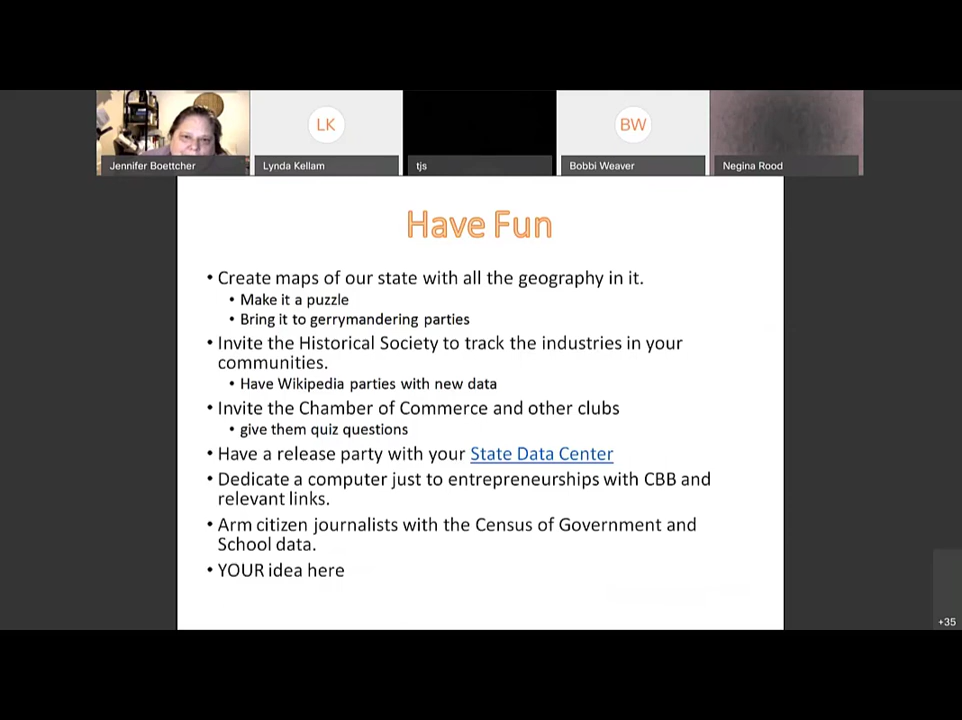 LK
BW
Jennifer Boettcher
Lynda Kellam
tjs
Bobbi Weaver
Negina Rood
Have Fun
• Create maps of our state with all the geography in it.
• Make it a puzzle
• Bring it to gerrymandering parties
• Invite the Historical Society to track the industries in your
communities.
• Have Wikipedia parties with new data
• Invite the Chamber of Commerce and other clubs
• give them quiz questions
• Have a release party with your State Data Center
• Dedicate a computer just to entrepreneurships with CBB and
relevant links.
• Arm citizen journalists with the Census of Government and
School data.
• YOUR idea here
+35